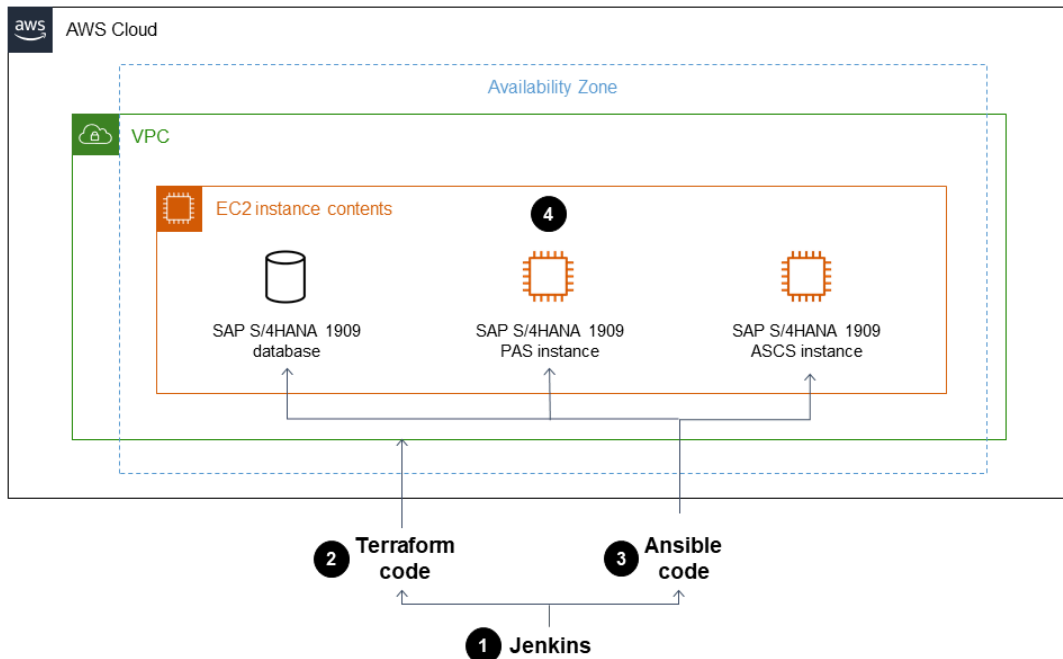 aws
AWS Cloud
Availability Zone
VPC
EC2 instance contents
4
SAP S/4HANA 1909
database
SAP S/4HANA 1909
PAS instance
SAP S/4HANA 1909
ASCS instance
2
Terraform
code
3
Ansible
code
1
Jenkins